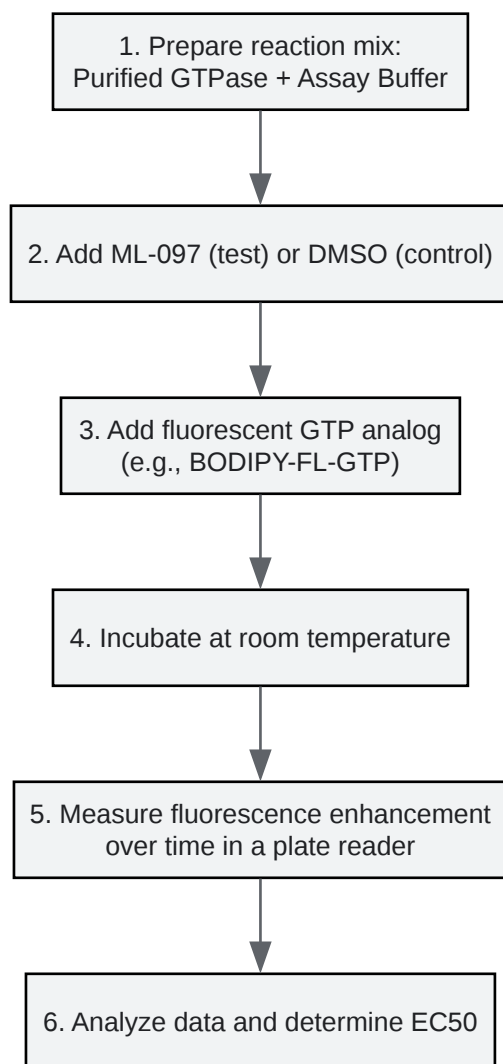 1. Prepare reaction mix:
Purified GTPase + Assay Buffer
2. Add ML-097 (test) or DMSO (control)
3. Add fluorescent GTP analog
(e.g., BODIPY-FL-GTP)
4. Incubate at room temperature
5. Measure fluorescence enhancement
over time in a plate reader
6. Analyze data and determine EC50